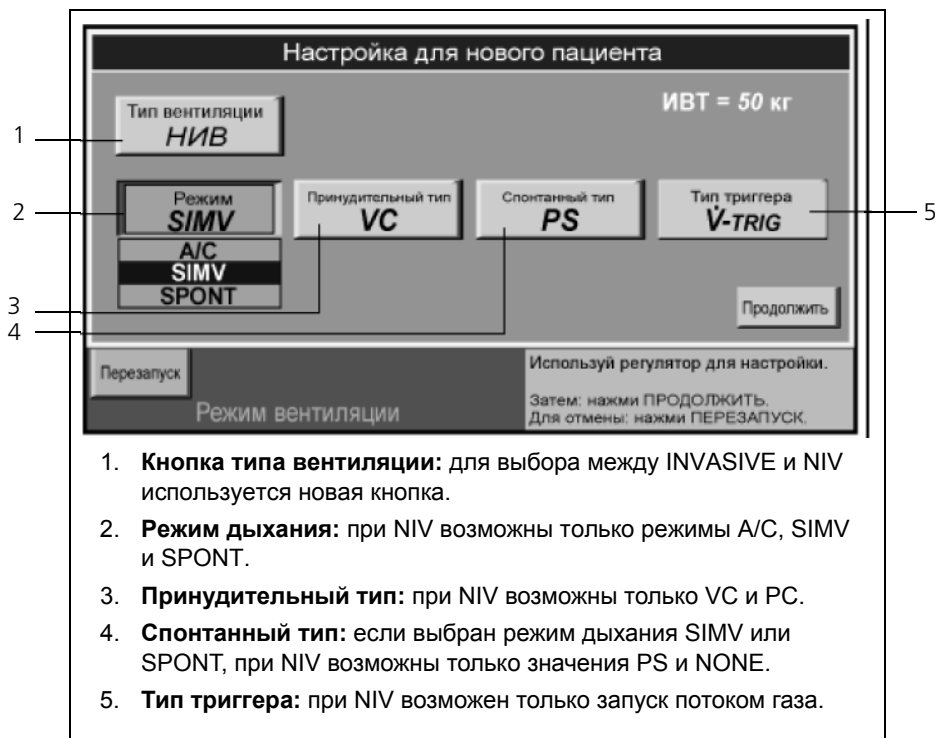 Настройка для нового пациента
Тип вентиляции
НИВ
ИВТ = 50 кг
1
2
Режим
SIMV
Принудительный тип
VC
Спонтанный тип
PS
Тип триггера
V̇-TRIG
5
A/C
SIMV
SPONT
3
4
Продолжить
Перезапуск
Режим вентиляции
Используй регулятор для настройки.
Затем: нажми ПРОДОЛЖИТЬ.
Для отмены: нажми ПЕРЕЗАПУСК.
1. Кнопка типа вентиляции: для выбора между INVASIVE и NIV
используется новая кнопка.
2. Режим дыхания: при NIV возможны только режимы A/C, SIMV
и SPONT.
3. Принудительный тип: при NIV возможны только VC и PC.
4. Спонтанный тип: если выбран режим дыхания SIMV или
SPONT, при NIV возможны только значения PS и NONE.
5. Тип триггера: при NIV возможен только запуск потоком газа.